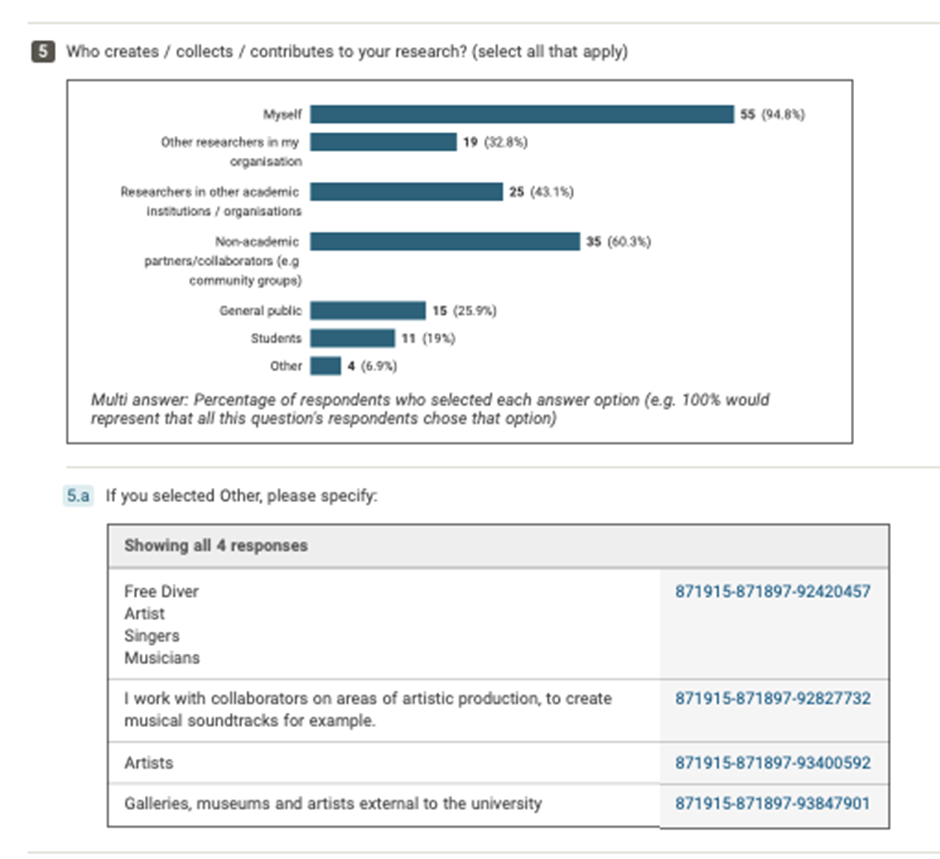 5 Who creates / collects / contributes to your research? (select all that apply)
Myself 55 (94.8%)
Other researchers in my 19 (32.8%)
organisation
Researchers in other academic 25 (43.1%)
institutions / organisations
Non-academic 35 (60.3%)
partners/collaborators (e.g
community groups)
General public 15 (25.9%)
Students 11 (19%)
Other 4 (6.9%)
Multi answer: Percentage of respondents who selected each answer option (e.g. 100% would
represent that all this question's respondents chose that option)
5.a If you selected Other, please specify:
Showing all 4 responses
Free Diver 871915-871897-92420457
Artist
Singers
Musicians
I work with collaborators on areas of artistic production, to create 871915-871897-92827732
musical soundtracks for example.
Artists 871915-871897-93400592
Galleries, museums and artists external to the university 871915-871897-93847901